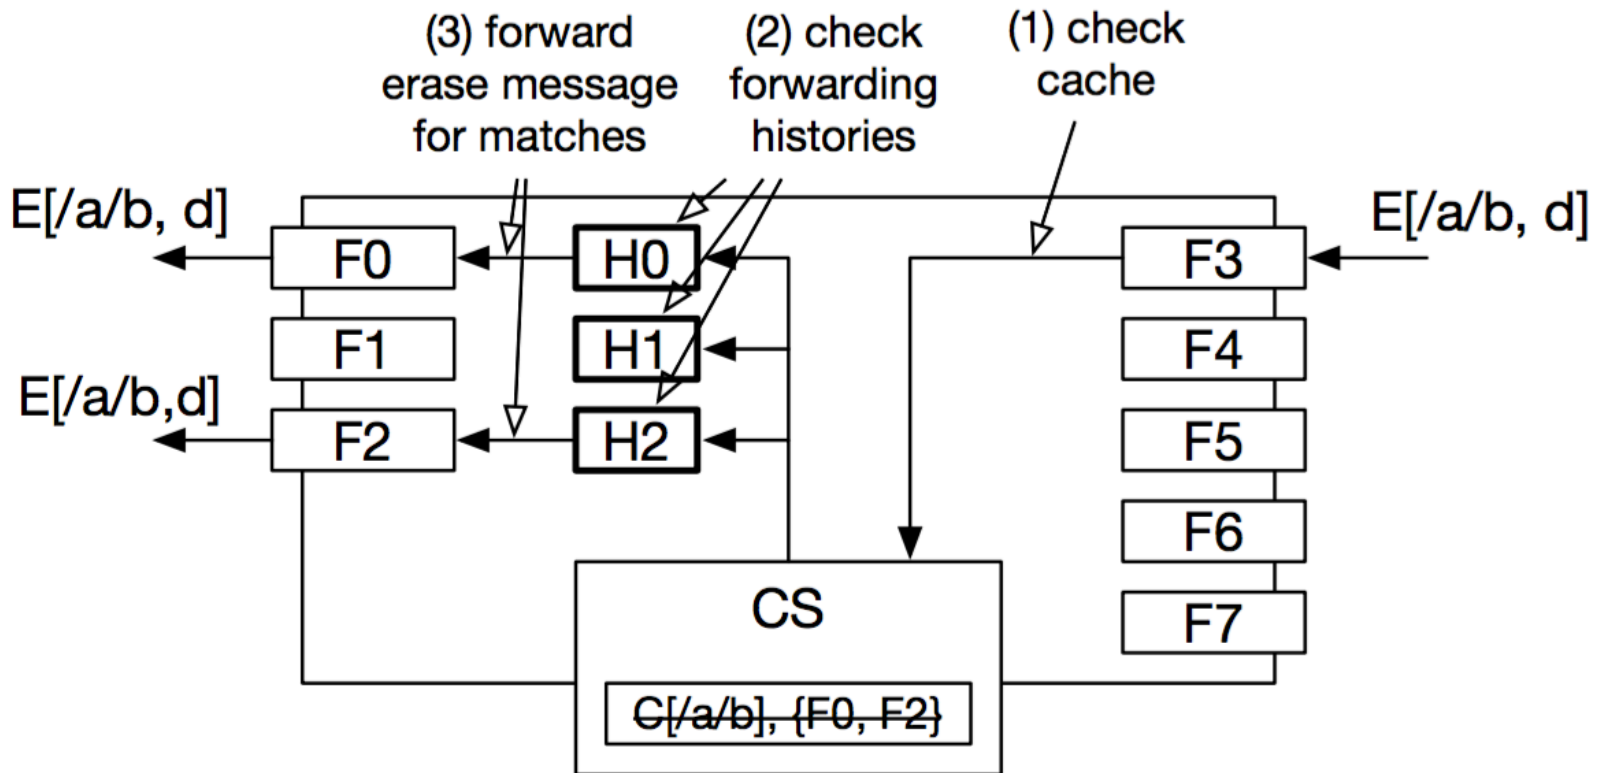 (3) forward
erase message
for matches
(2) check
forwarding
histories
(1) check
cache
E[/a/b, d]
E[/a/b, d]
F0
H0
F3
F1
H1
F4
E[/a/b,d]
F2
H2
F5
F6
F7
CS
C[/a/b], {F0, F2}